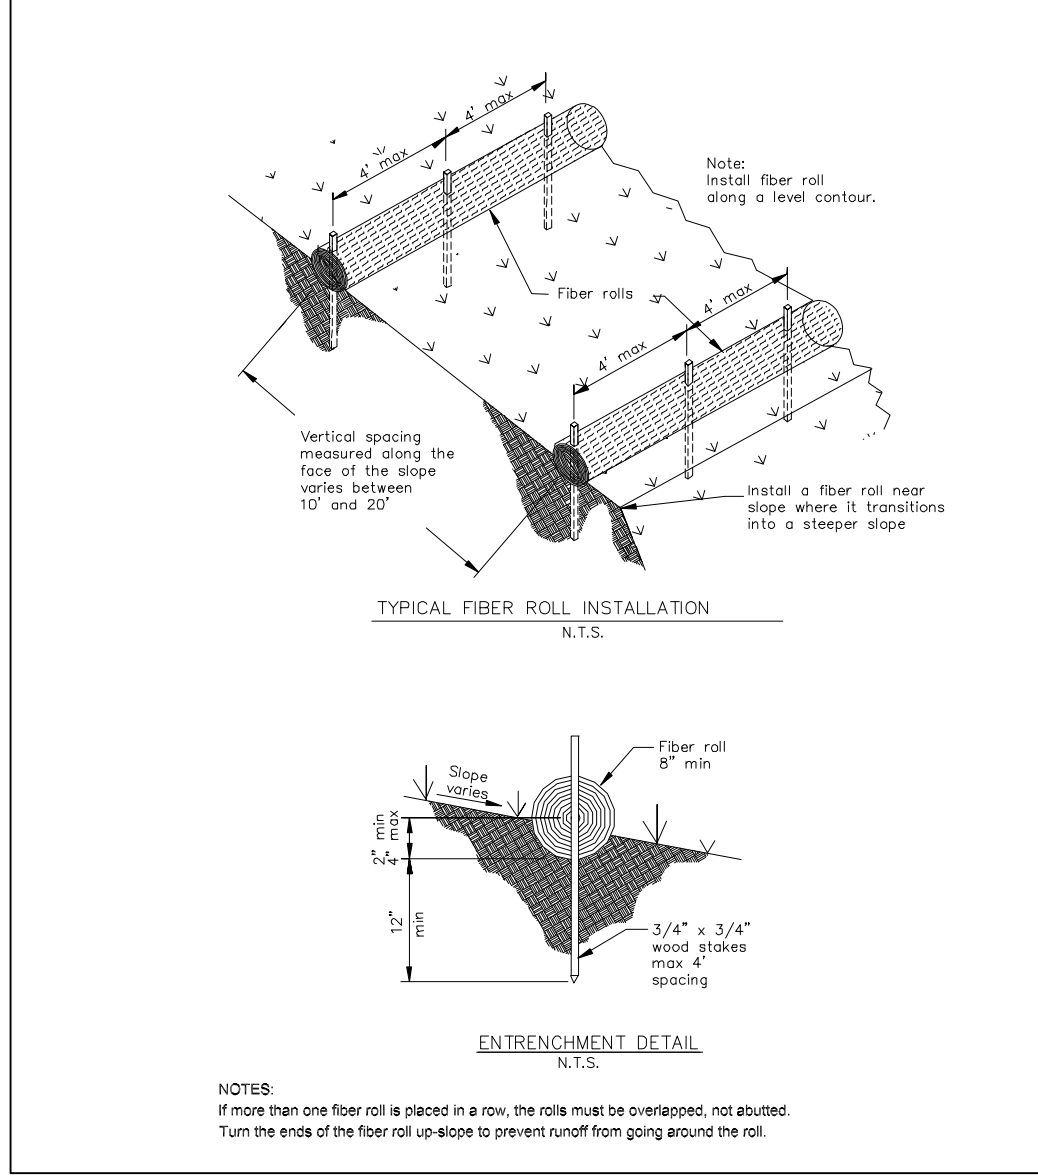 4' max
4' max
Note:
Install fiber roll
along a level contour.
Fiber rolls
4' max
4' max
Vertical spacing
measured along the
face of the slope
varies between
10' and 20'
Install a fiber roll near
slope where it transitions
into a steeper slope
TYPICAL FIBER ROLL INSTALLATION
N.T.S.
Fiber roll
8" min
Slope
varies
2" min
4" max
12"
min
3/4" x 3/4"
wood stakes
max 4'
spacing
ENTRENCHMENT DETAIL
N.T.S.
NOTES:
If more than one fiber roll is placed in a row, the rolls must be overlapped, not abutted.
Turn the ends of the fiber roll up-slope to prevent runoff from going around the roll.